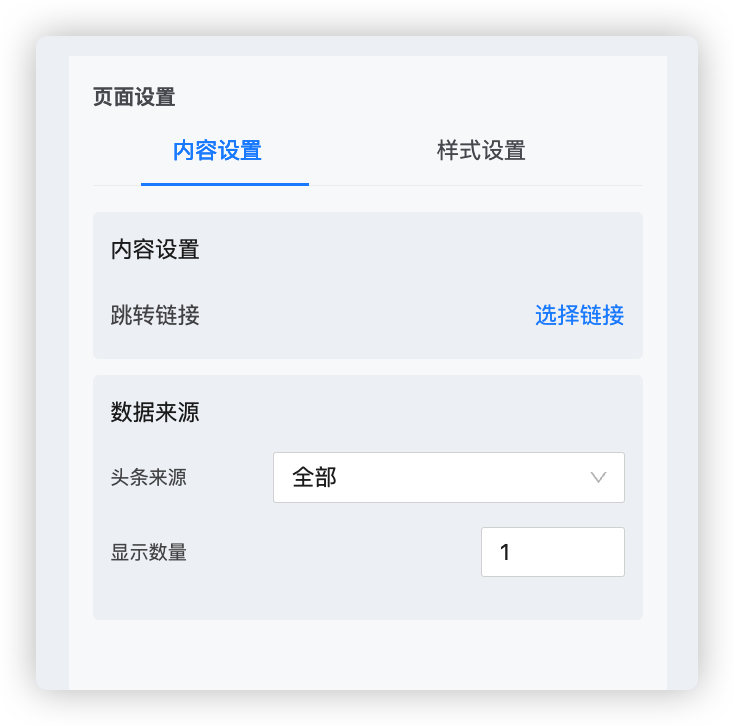 页面设置
内容设置 样式设置
内容设置
跳转链接 选择链接
数据来源
头条来源 全部
显示数量 1